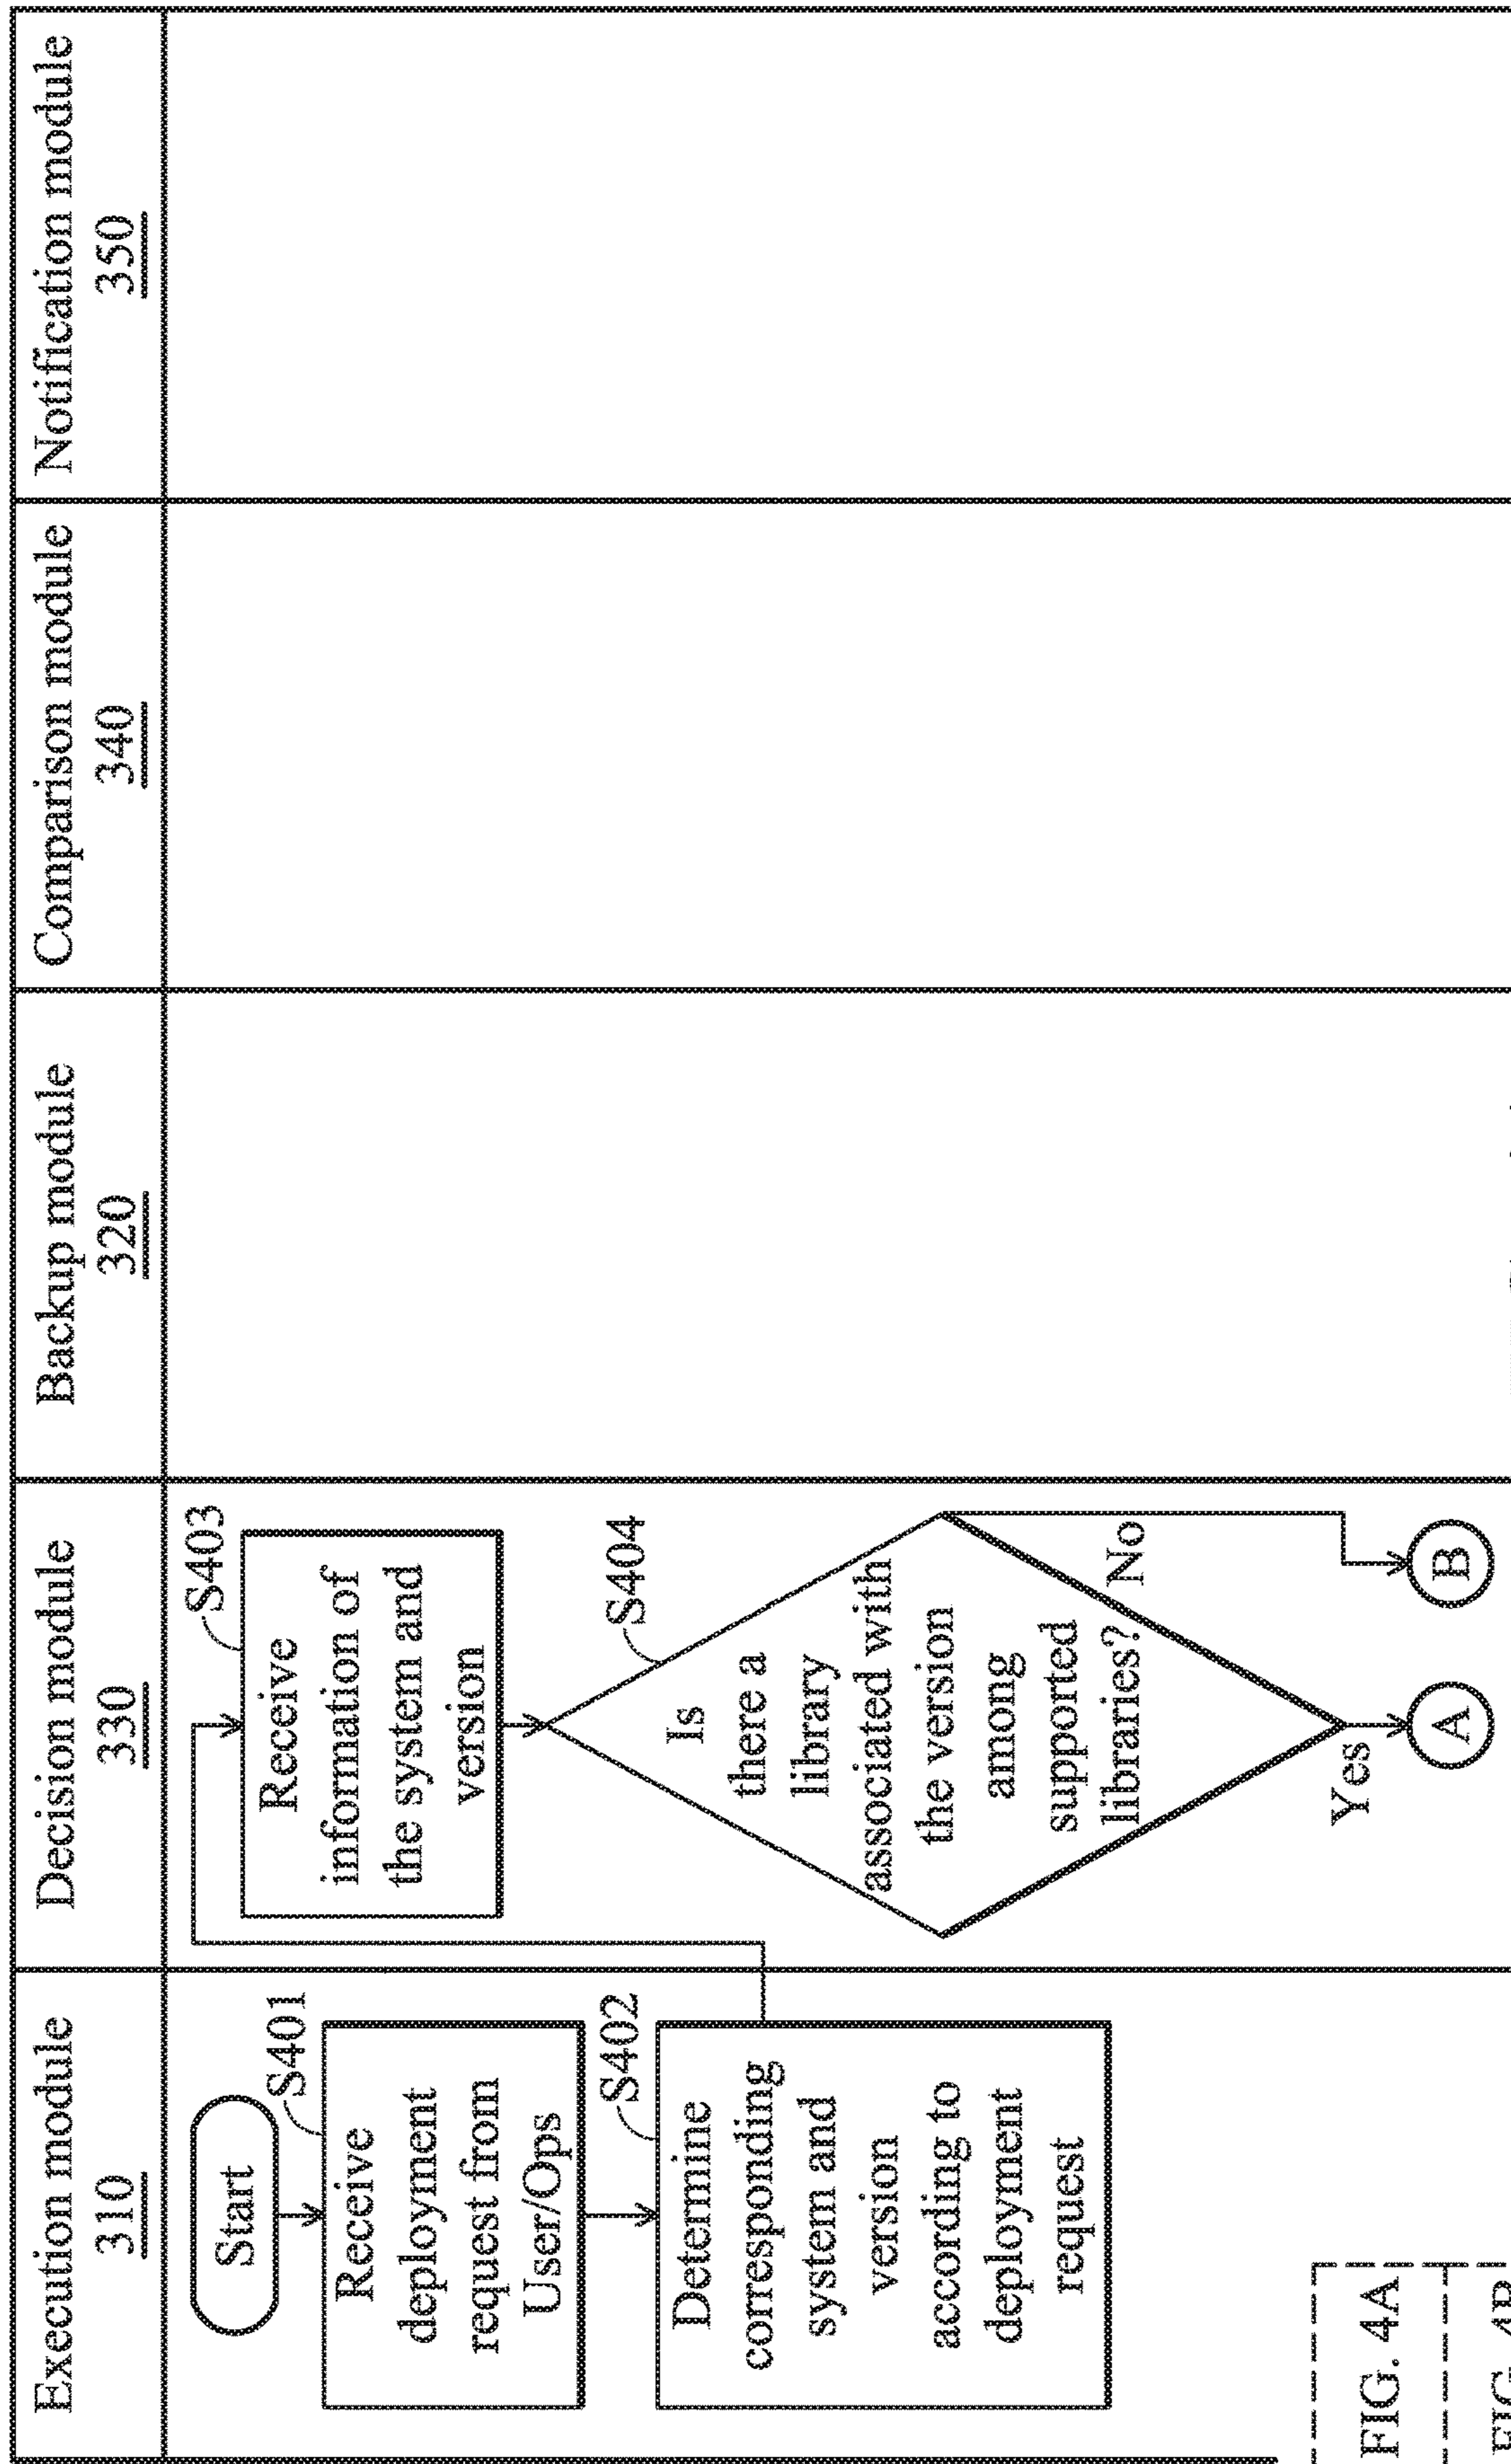 Execution module
310
Decision module
330
Backup module
320
Comparison module
340
Notification module
350
Start
S401
Receive
deployment
request from
User/Ops
S402
Determine
corresponding
system and
version
according to
deployment
request
S403
Receive
information of
the system and
version
S404
Is
there a
library
associated with
the version
among
supported
libraries?
No
Yes
A
B
FIG. 4A
FIG. 4B